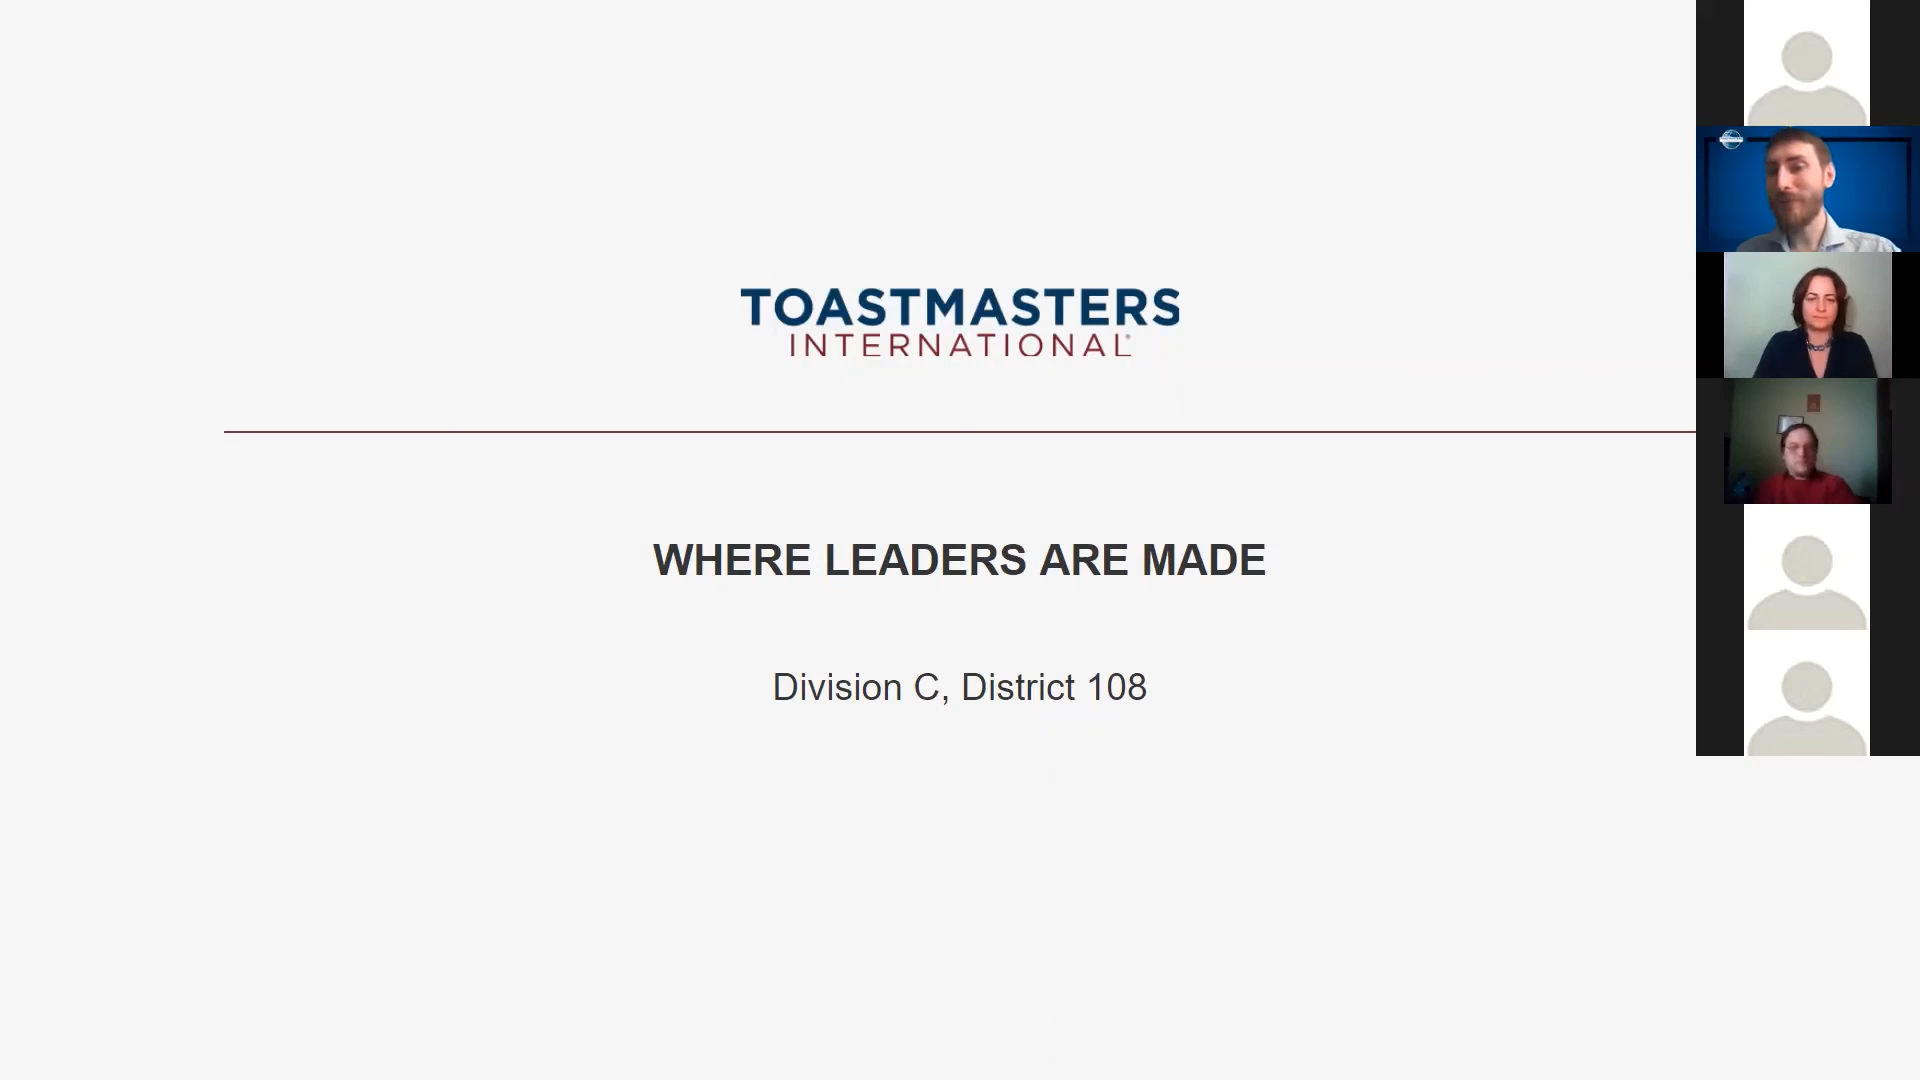 TOASTMASTERS
INTERNATIONAL®
WHERE LEADERS ARE MADE
Division C, District 108